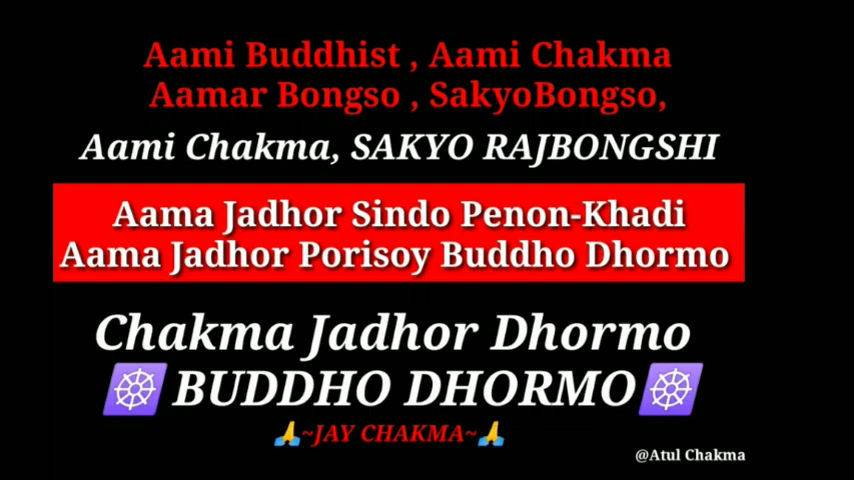 Aami Buddhist , Aami Chakma
Aamar Bongso , SakyoBongso,
Aami Chakma, SAKYO RAJBONGSHI
Aama Jadhor Sindo Penon-Khadi
Aama Jadhor Porisoy Buddho Dhormo
Chakma Jadhor Dhormo
☸ BUDDHO DHORMO☸
🙏~JAY CHAKMA~🙏
@Atul Chakma